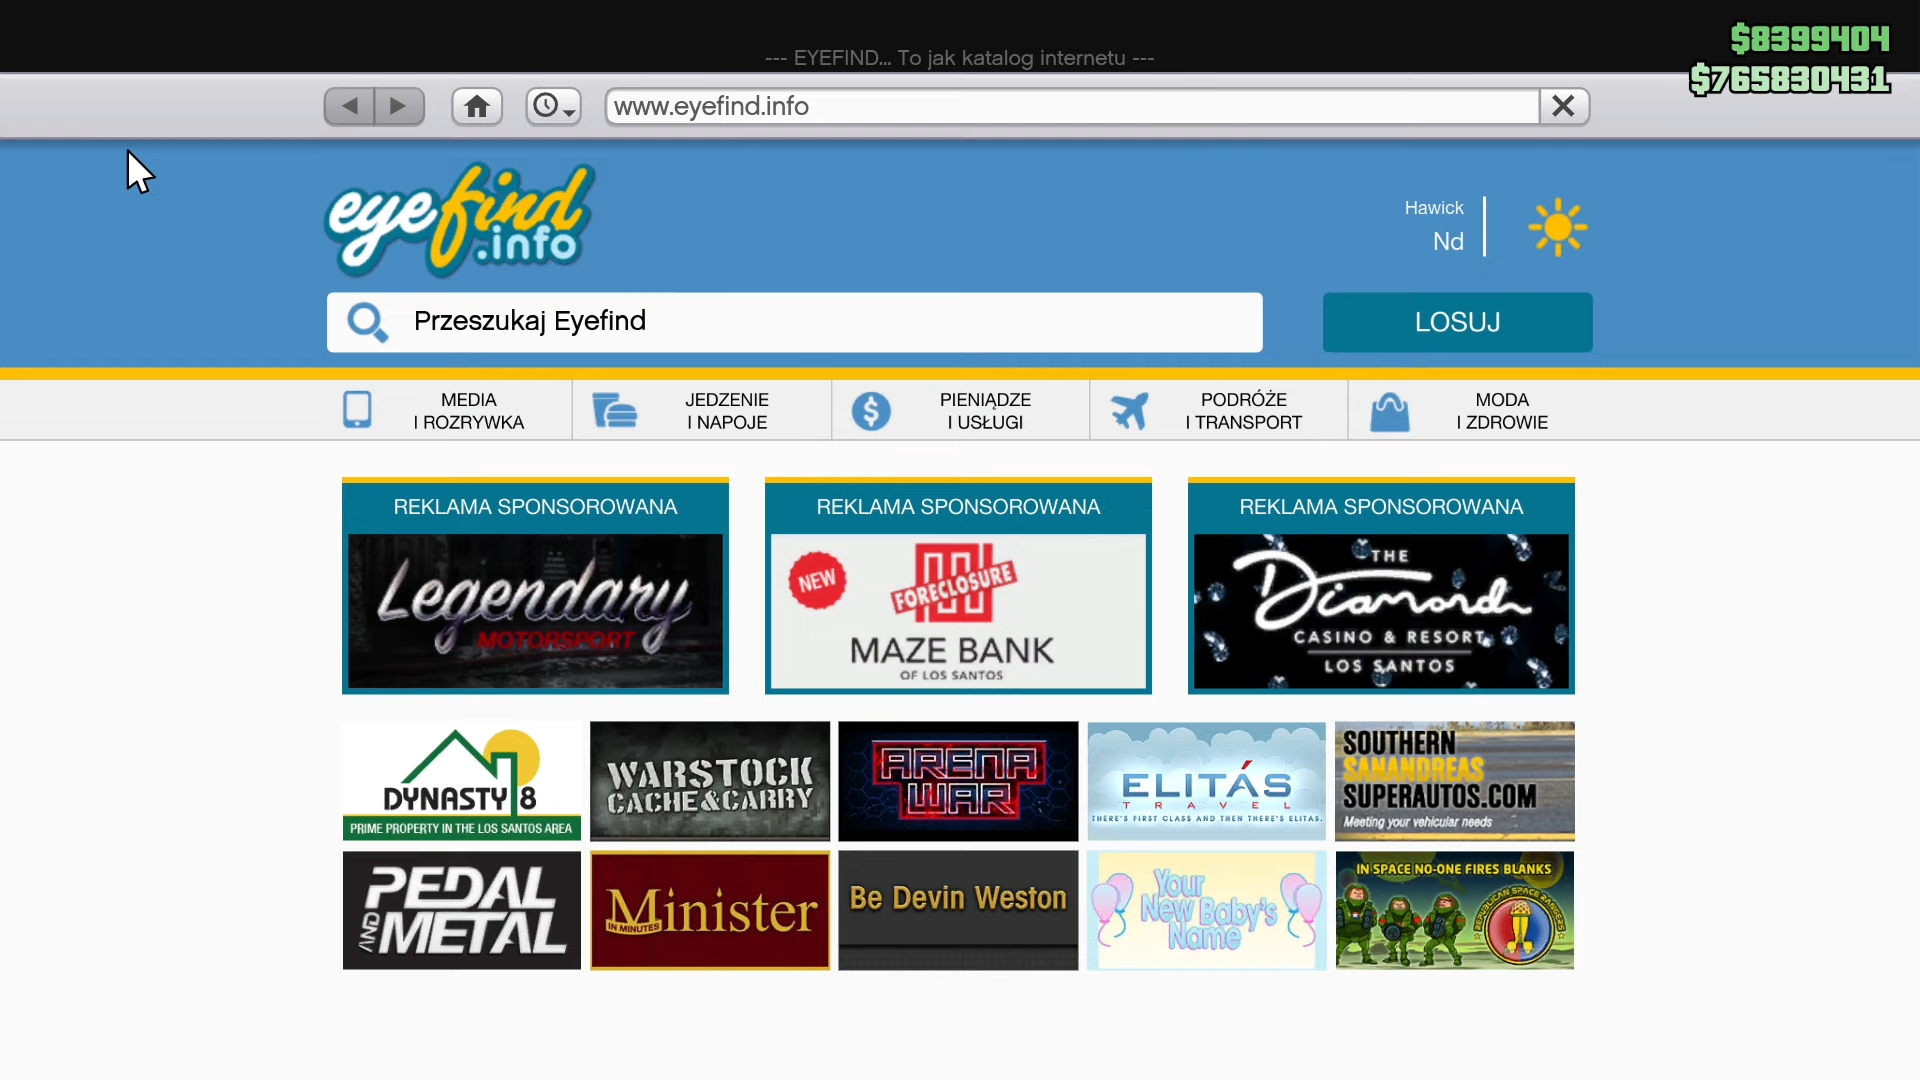 --- EYEFIND... To jak katalog internetu ---
$8399404
$765830431
www.eyefind.info
eyefind
.info
Hawick
Nd
Przeszukaj Eyefind
LOSUJ
MEDIA
I ROZRYWKA
JEDZENIE
I NAPOJE
PIENIĄDZE
I USŁUGI
PODRÓŻE
I TRANSPORT
MODA
I ZDROWIE
REKLAMA SPONSOROWANA
Legendary
MOTORSPORT
REKLAMA SPONSOROWANA
NEW
FORECLOSURE
MAZE BANK
OF LOS SANTOS
REKLAMA SPONSOROWANA
THE
Diamond
CASINO & RESORT
LOS SANTOS
DYNASTY 8
PRIME PROPERTY IN THE LOS SANTOS AREA
WARSTOCK
CACHE&CARRY
ARENA
WAR
ELITÁS
TRAVEL
THERE'S FIRST CLASS AND THEN THERE'S ELITAS.
SOUTHERN
SANANDREAS
SUPERAUTOS.COM
Meeting your vehicular needs
PEDAL
AND METAL
Minister
IN MINUTES
Be Devin Weston
Your
New Baby's
Name
IN SPACE NO-ONE FIRES BLANKS
REPUBLICAN SPACE RANGERS